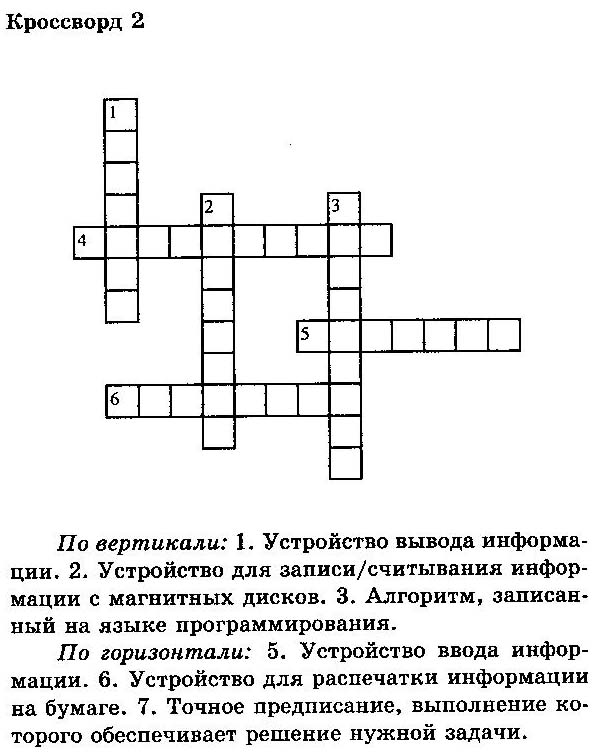 Кроссворд 2
1
2
3
4
5
6
По вертикали: 1. Устройство вывода информа-
ции. 2. Устройство для записи/считывания инфор-
мации с магнитных дисков. 3. Алгоритм, записан-
ный на языке программирования.
По горизонтали: 5. Устройство ввода инфор-
мации. 6. Устройство для распечатки информации
на бумаге. 7. Точное предписание, выполнение ко-
торого обеспечивает решение нужной задачи.